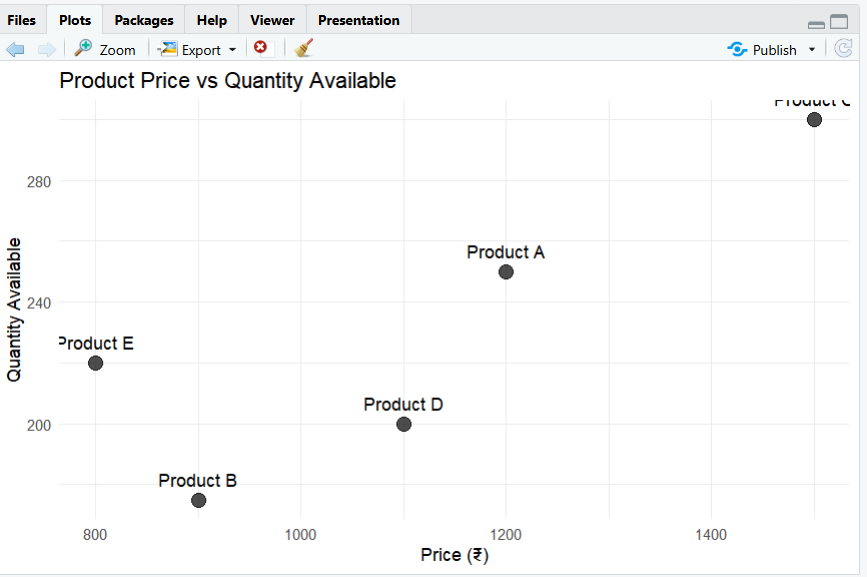 Files Plots Packages Help Viewer Presentation
Zoom Export Publish
Product Price vs Quantity Available
Product C
280
Product A
Quantity Available
240
Product E
Product D
200
Product B
800 1000 1200 1400
Price (₹)